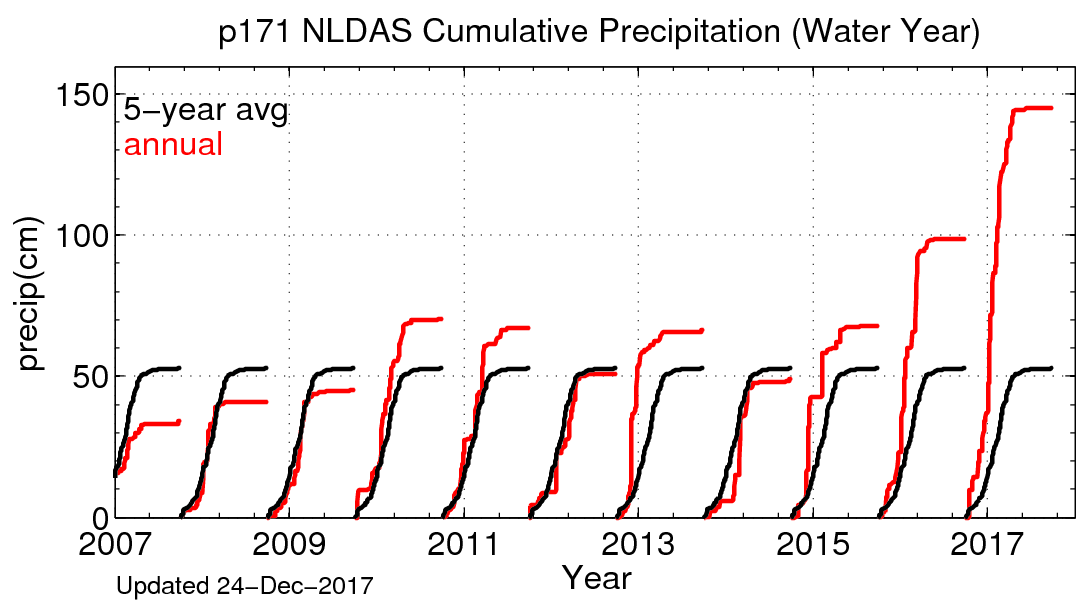 p171 NLDAS Cumulative Precipitation (Water Year)
150
5−year avg
annual
100
precip(cm)
50
0
2007 2009 2011 2013 2015 2017
Year
Updated 24−Dec−2017